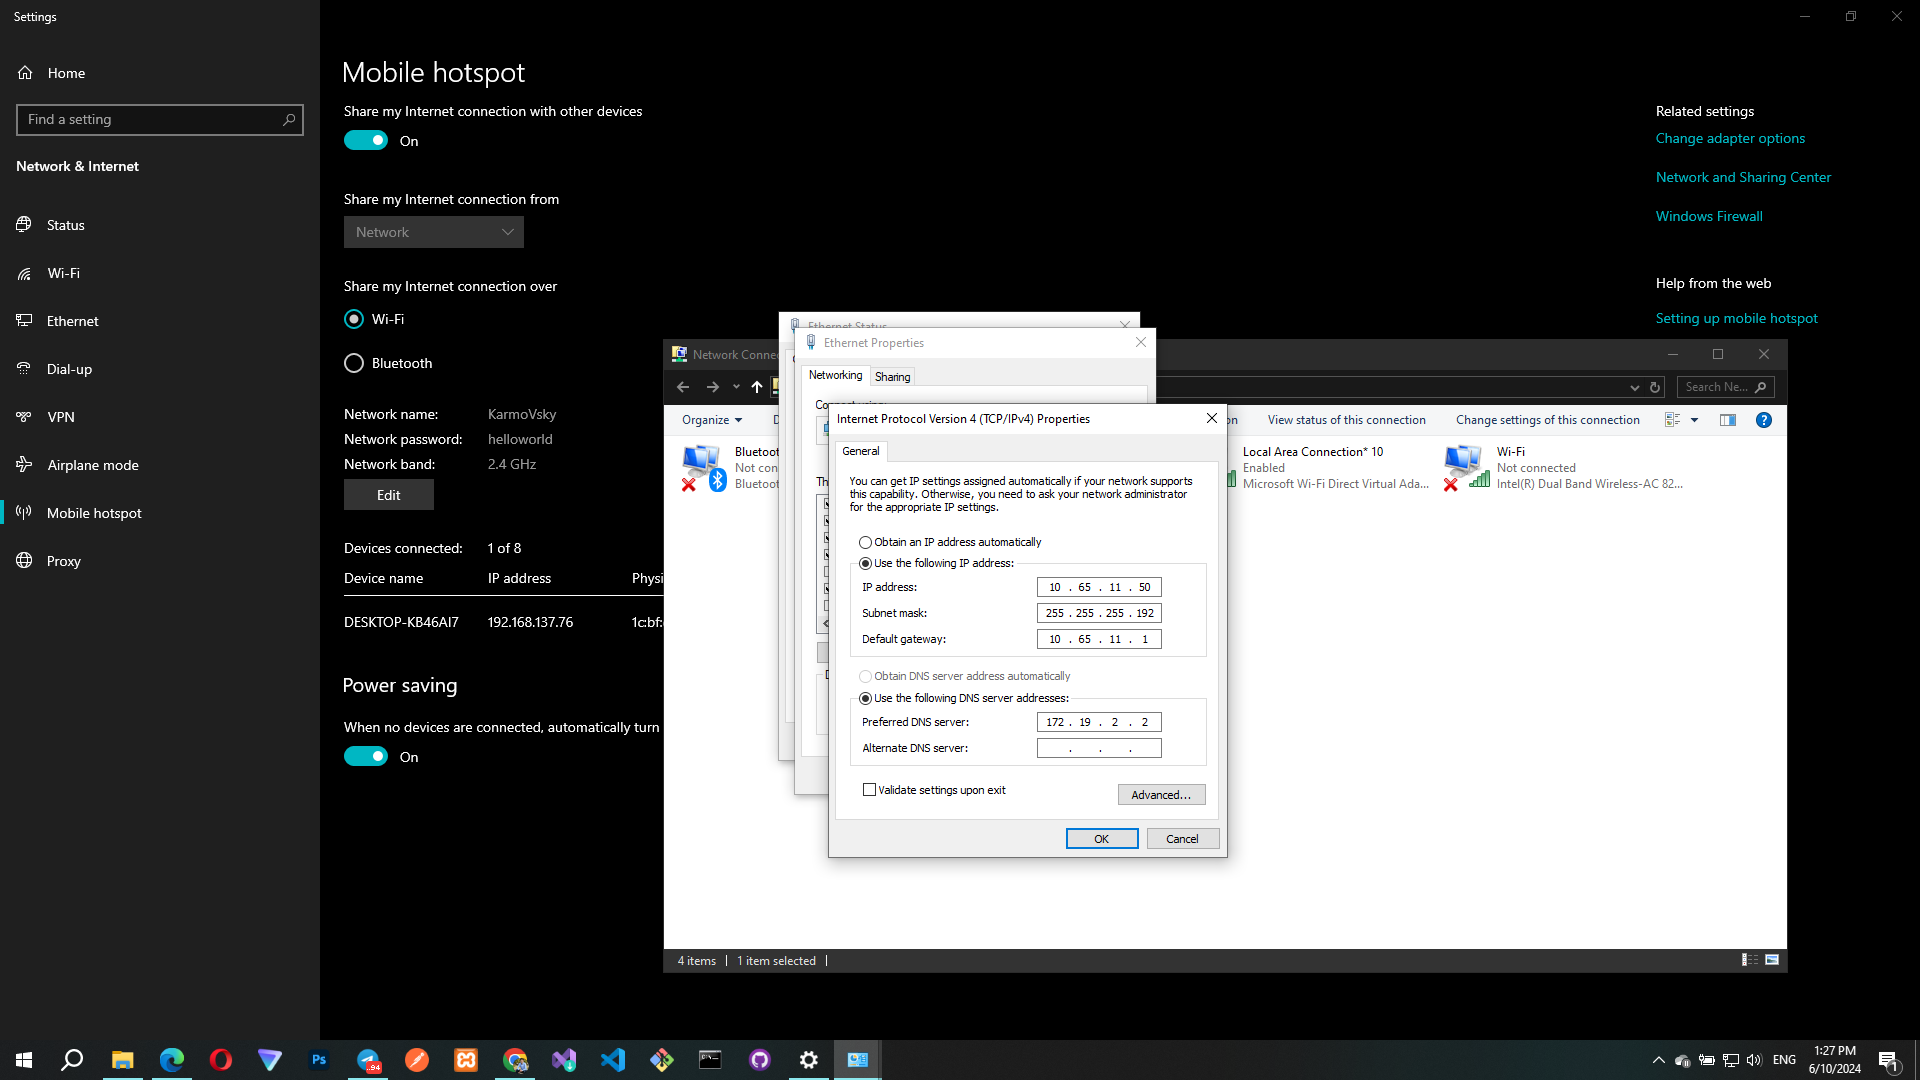 Settings
Home
Find a setting
Network & Internet
Status
Wi-Fi
Ethernet
Dial-up
VPN
Airplane mode
Mobile hotspot
Proxy
Mobile hotspot
Share my Internet connection with other devices
On
Share my Internet connection from
Network
Share my Internet connection over
Wi-Fi
Bluetooth
Network name: KarmoVsky
Network password: helloworld
Network band: 2.4 GHz
Edit
Devices connected: 1 of 8
Device name IP address Physi
DESKTOP-KB46AI7 192.168.137.76 1c:bf:
Power saving
When no devices are connected, automatically turn
On
Related settings
Change adapter options
Network and Sharing Center
Windows Firewall
Help from the web
Setting up mobile hotspot
Ethernet Status
Ethernet Properties
Networking Sharing
Connect using:
Th
Network Conne
Search Ne...
Organize
View status of this connection
Change settings of this connection
Bluetoot
Not con
Bluetoot
Local Area Connection* 10
Enabled
Microsoft Wi-Fi Direct Virtual Ada...
Wi-Fi
Not connected
Intel(R) Dual Band Wireless-AC 82...
4 items
1 item selected
Internet Protocol Version 4 (TCP/IPv4) Properties
General
You can get IP settings assigned automatically if your network supports
this capability. Otherwise, you need to ask your network administrator
for the appropriate IP settings.
Obtain an IP address automatically
Use the following IP address:
IP address: 10 . 65 . 11 . 50
Subnet mask: 255 . 255 . 255 . 192
Default gateway: 10 . 65 . 11 . 1
Obtain DNS server address automatically
Use the following DNS server addresses:
Preferred DNS server: 172 . 19 . 2 . 2
Alternate DNS server: . . .
Validate settings upon exit
Advanced...
OK Cancel
Ps
..94
ENG
1:27 PM
6/10/2024
1